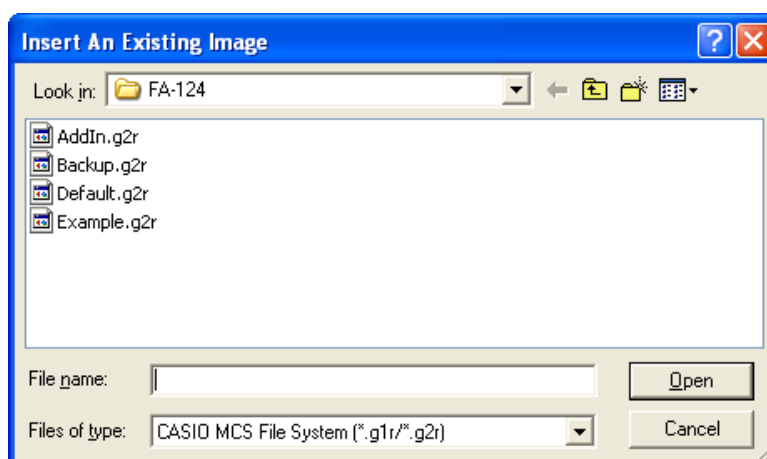 Insert An Existing Image
Look in: FA-124
AddIn.g2r
Backup.g2r
Default.g2r
Example.g2r
File name:
Open
Files of type: CASIO MCS File System (*.g1r/*.g2r)
Cancel